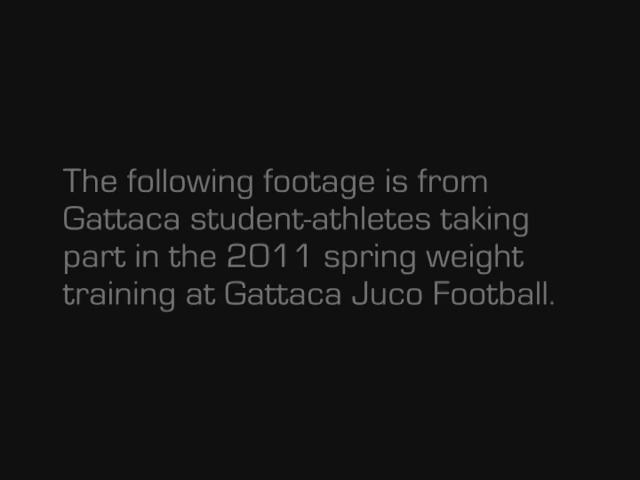 The following footage is from
Gattaca student-athletes taking
part in the 2011 spring weight
training at Gattaca Juco Football.